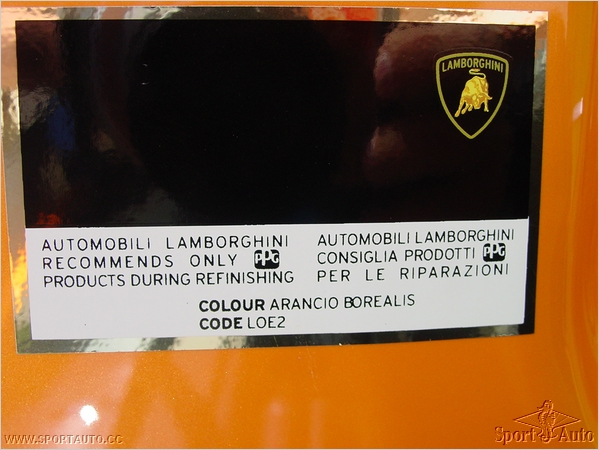 LAMBORGHINI
AUTOMOBILI LAMBORGHINI
RECOMMENDS ONLY PPG
PRODUCTS DURING REFINISHING
AUTOMOBILI LAMBORGHINI
CONSIGLIA PRODOTTI PPG
PER LE RIPARAZIONI
COLOUR ARANCIO BOREALIS
CODE LOE2
WWW.SPORTAUTO.CC
Sport Auto